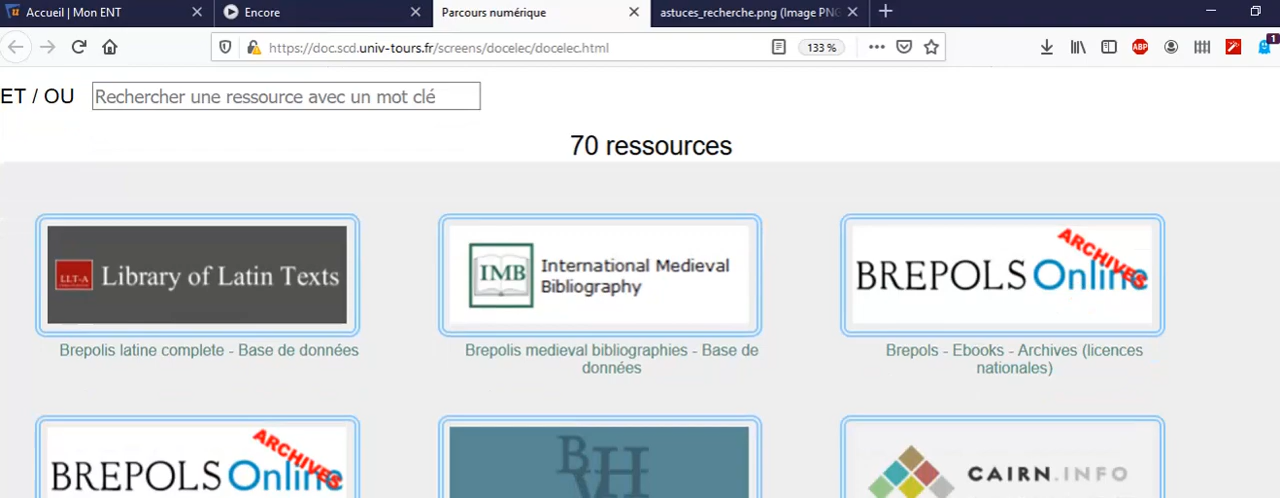 Accueil | Mon ENT
Encore
Parcours numérique
astuces_recherche.png (Image PNG
https://doc.scd.univ-tours.fr/screens/docelec/docelec.html
133 %
ABP
1
ET / OU
Rechercher une ressource avec un mot clé
70 ressources
LLT-A
Library of Latin Texts
IMB
International Medieval
Bibliography
BREPOLS Online
ARCHIVES
Brepolis latine complete - Base de données
Brepolis medieval bibliographies - Base de
données
Brepols - Ebooks - Archives (licences
nationales)
BREPOLS Online
ARCHIVES
BVH
CAIRN.INFO